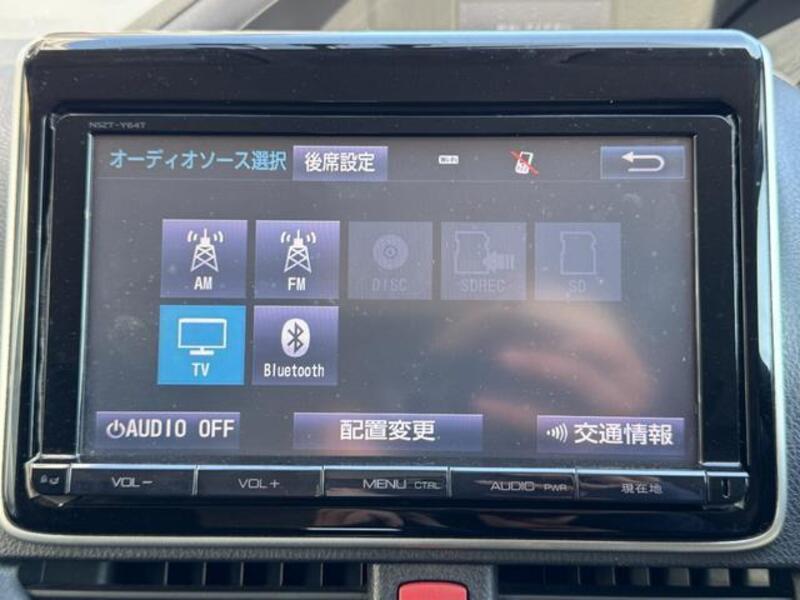 NSZT-Y64T
オーディオソース選択 後席設定 Wi-Fi
AM FM DISC SDREC SD
TV Bluetooth
AUDIO OFF 配置変更 交通情報
VOL− VOL+ MENU CTRL AUDIO PWR 現在地